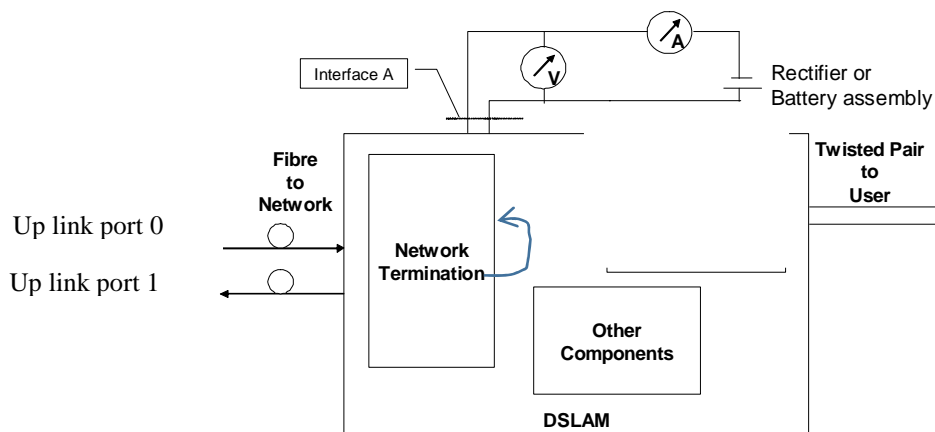 A
Interface A
V
Rectifier or
Battery assembly
Fibre
to
Network
Twisted Pair
to
User
Up link port 0
Network
Termination
Up link port 1
Other
Components
DSLAM